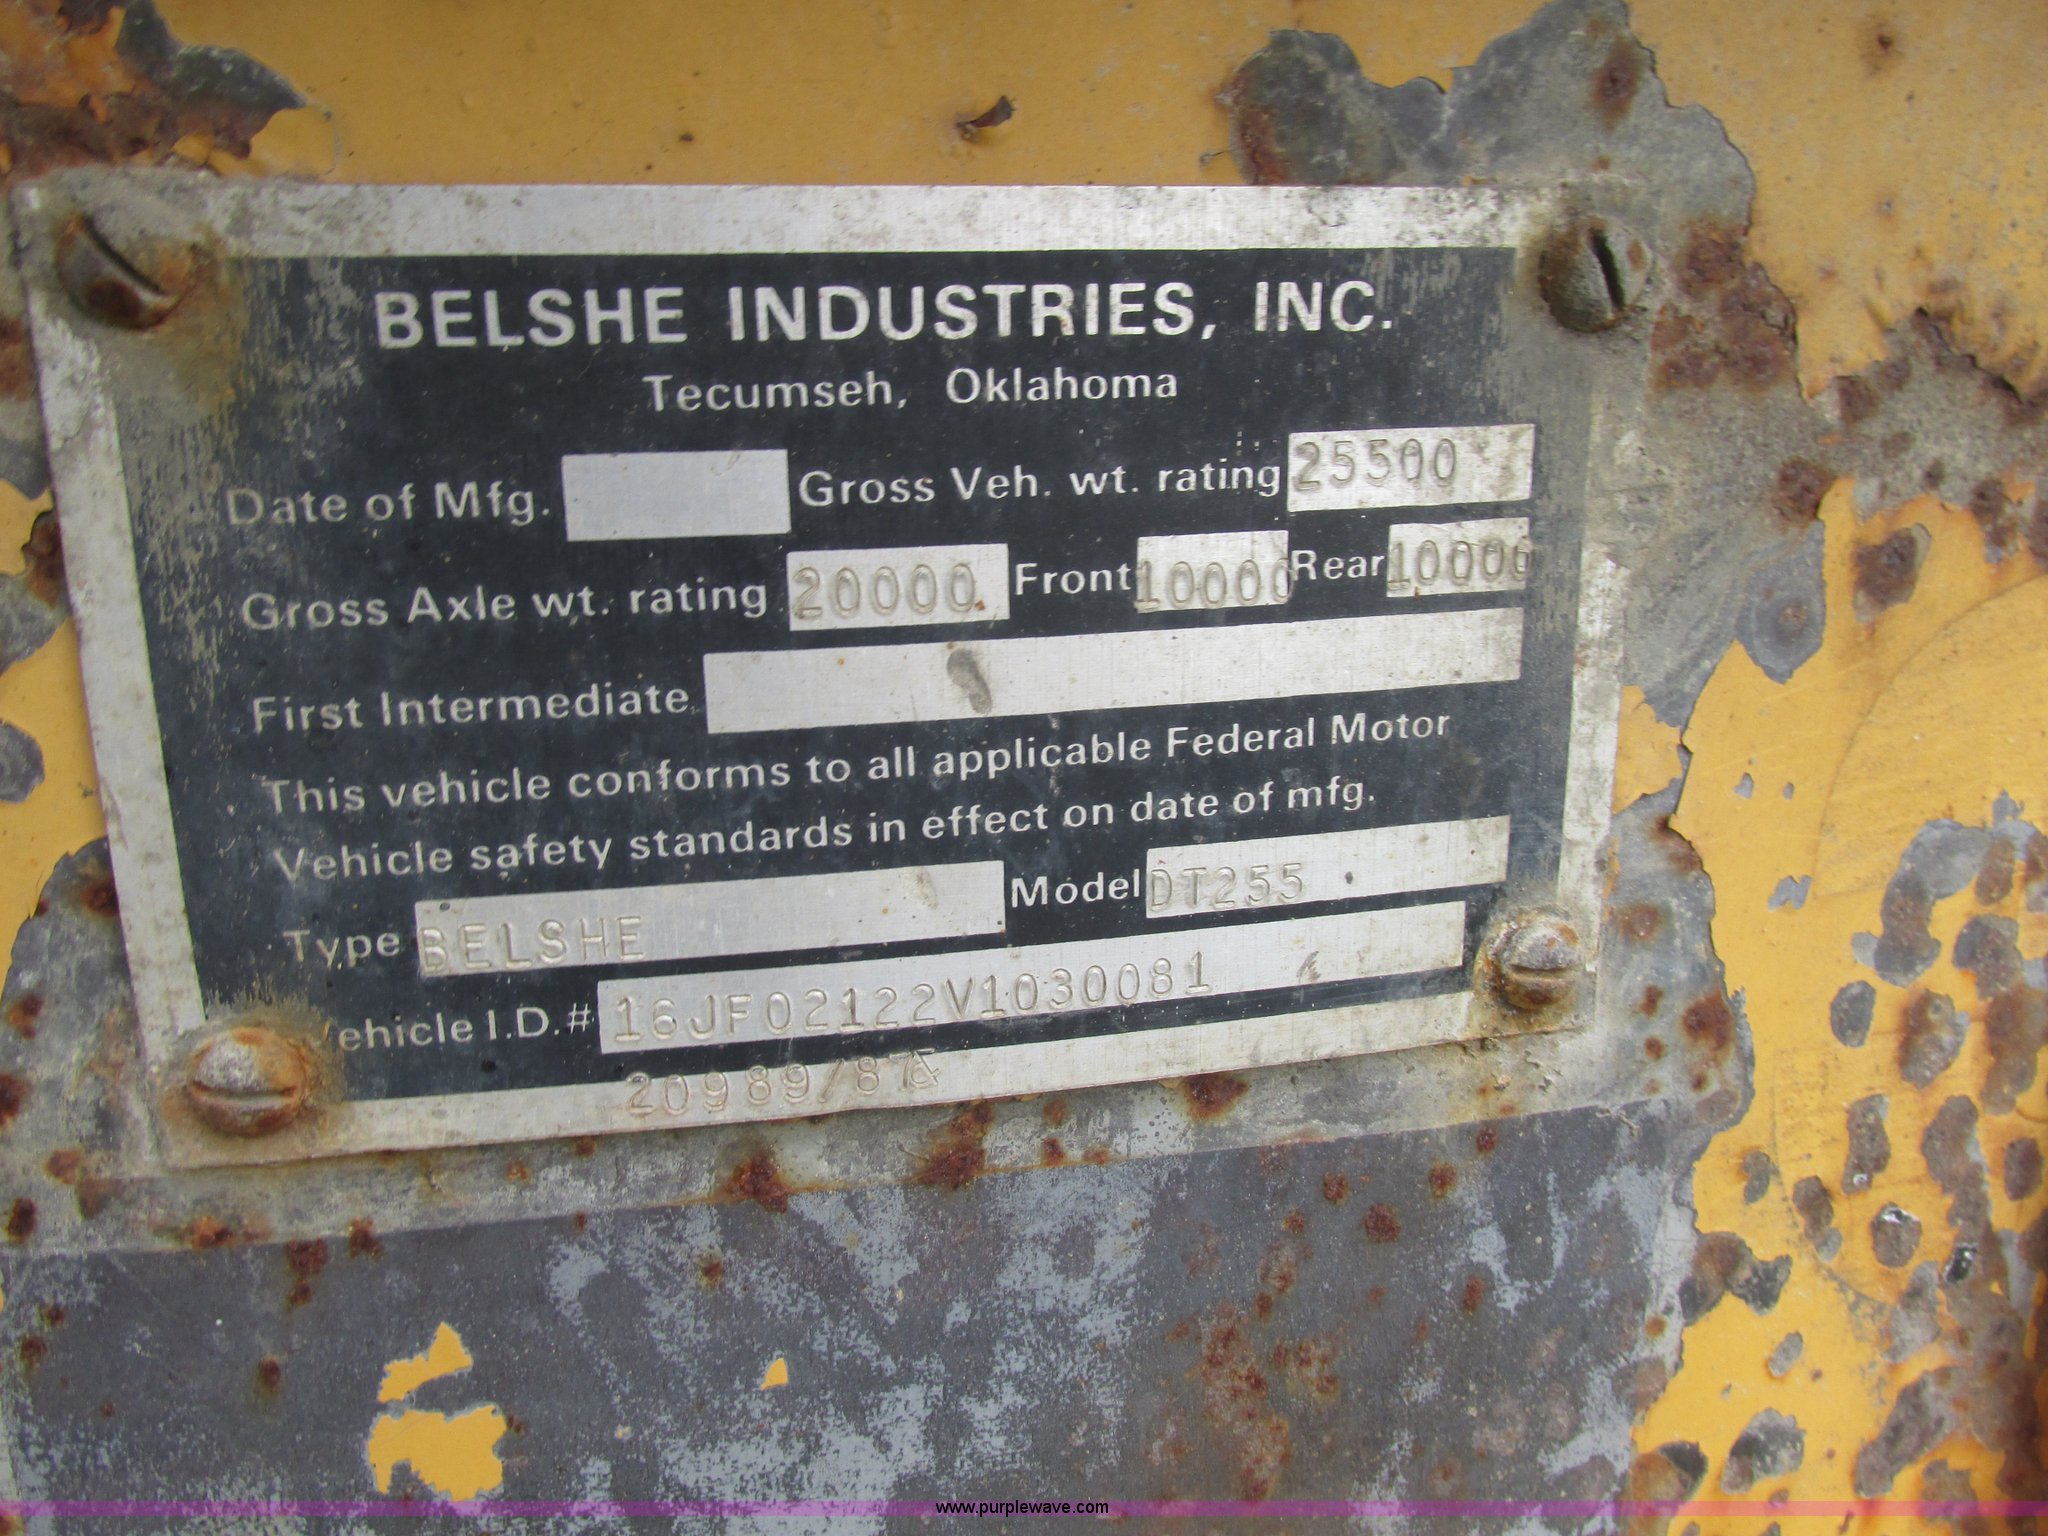 BELSHE INDUSTRIES, INC.
Tecumseh, Oklahoma
Date of Mfg. Gross Veh. wt. rating 25500
Gross Axle wt. rating 20000 Front 10000 Rear 10000
First Intermediate
This vehicle conforms to all applicable Federal Motor
Vehicle safety standards in effect on date of mfg.
Type BELSHE Model DT255
Vehicle I.D.# 16JF02122V1030081
www.purplewave.com